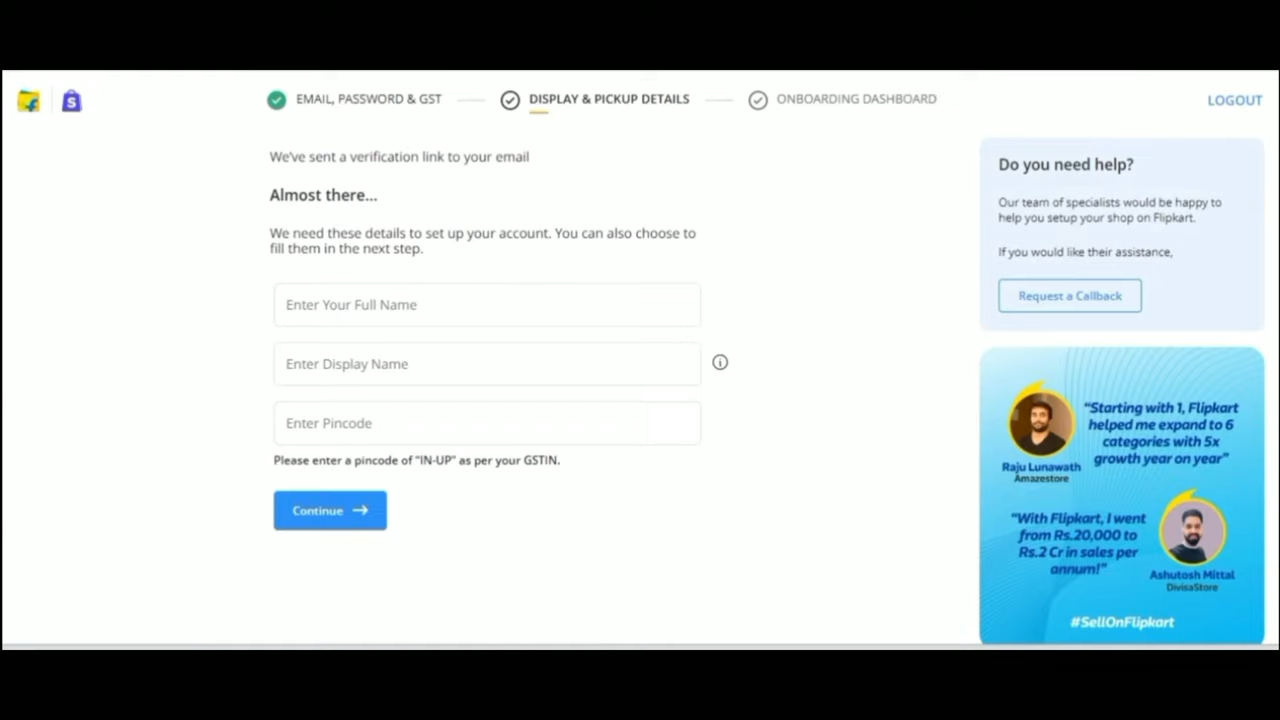 EMAIL, PASSWORD & GST
DISPLAY & PICKUP DETAILS
ONBOARDING DASHBOARD
LOGOUT
We've sent a verification link to your email
Almost there...
We need these details to set up your account. You can also choose to
fill them in the next step.
Enter Your Full Name
Enter Display Name
Enter Pincode
Please enter a pincode of "IN-UP" as per your GSTIN.
Continue
Do you need help?
Our team of specialists would be happy to
help you setup your shop on Flipkart.
If you would like their assistance,
Request a Callback
"Starting with 1, Flipkart
helped me expand to 6
categories with 5x
growth year on year"
Raju Lunawath
Amazestore
"With Flipkart, I went
from Rs.20,000 to
Rs.2 Cr in sales per
annum!"
Ashutosh Mittal
DivisaStore
#SellOnFlipkart